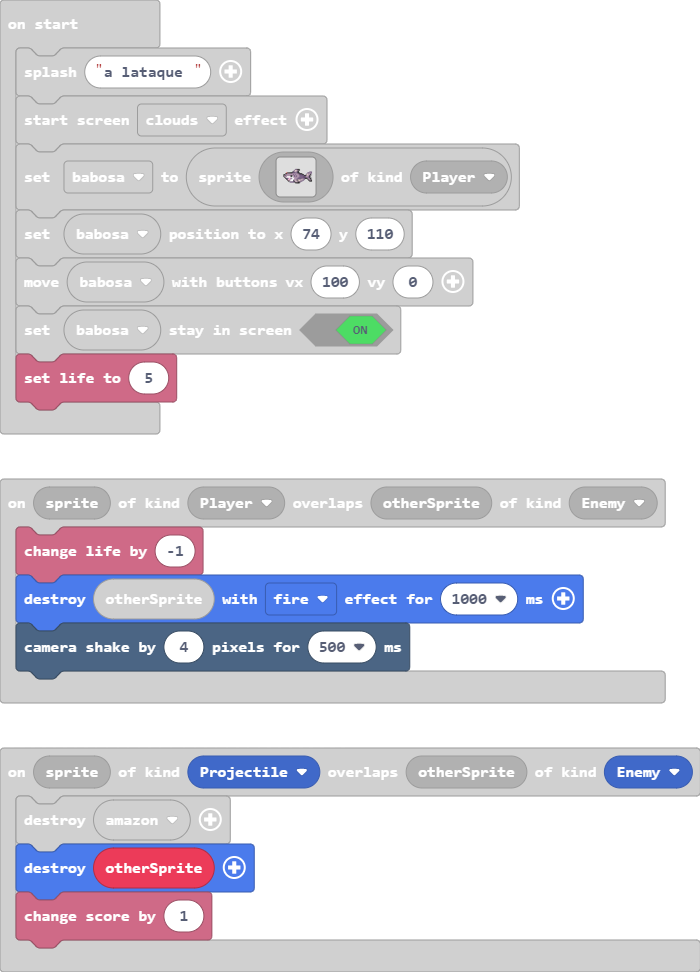 on start
splash "a lataque "
start screen clouds effect
set babosa to sprite of kind Player
set babosa position to x 74 y 110
move babosa with buttons vx 100 vy 0
set babosa stay in screen ON
set life to 5
on sprite of kind Player overlaps otherSprite of kind Enemy
change life by -1
destroy otherSprite with fire effect for 1000 ms
camera shake by 4 pixels for 500 ms
on sprite of kind Projectile overlaps otherSprite of kind Enemy
destroy amazon
destroy otherSprite
change score by 1